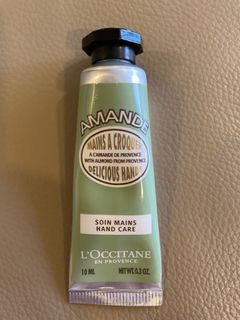 AMANDE
MAINS A CROQUER
A L'AMANDE DE PROVENCE
WITH ALMOND FROM PROVENCE
DELICIOUS HANDS
SOIN MAINS
HAND CARE
L'OCCITANE
EN PROVENCE
10 ML NET WT. 0.3 OZ.